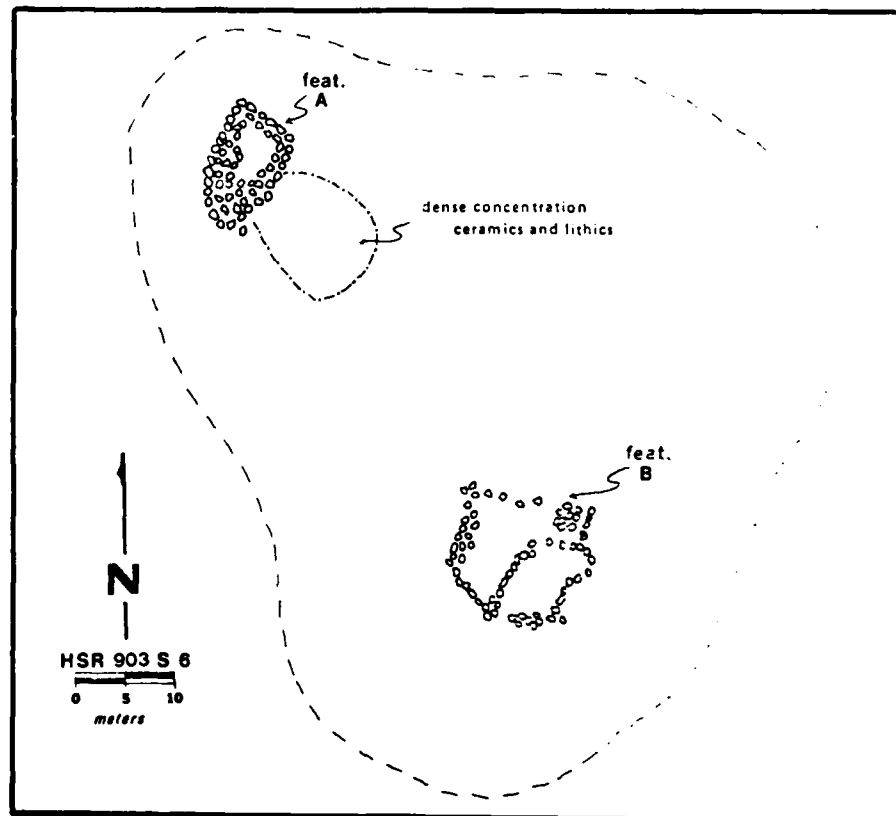 feat.
A
dense concentration
ceramics and lithics
feat.
B
N
HSR 903 S 6
0 5 10
meters